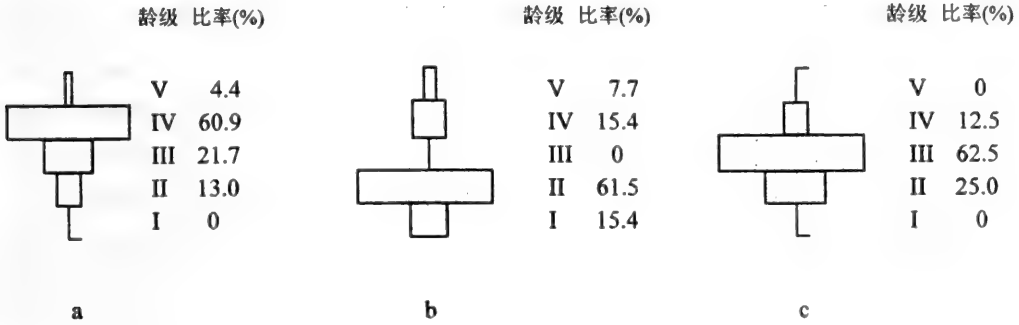 龄级 比率(%)
V 4.4
IV 60.9
III 21.7
II 13.0
I 0
a
龄级 比率(%)
V 7.7
IV 15.4
III 0
II 61.5
I 15.4
b
龄级 比率(%)
V 0
IV 12.5
III 62.5
II 25.0
I 0
c